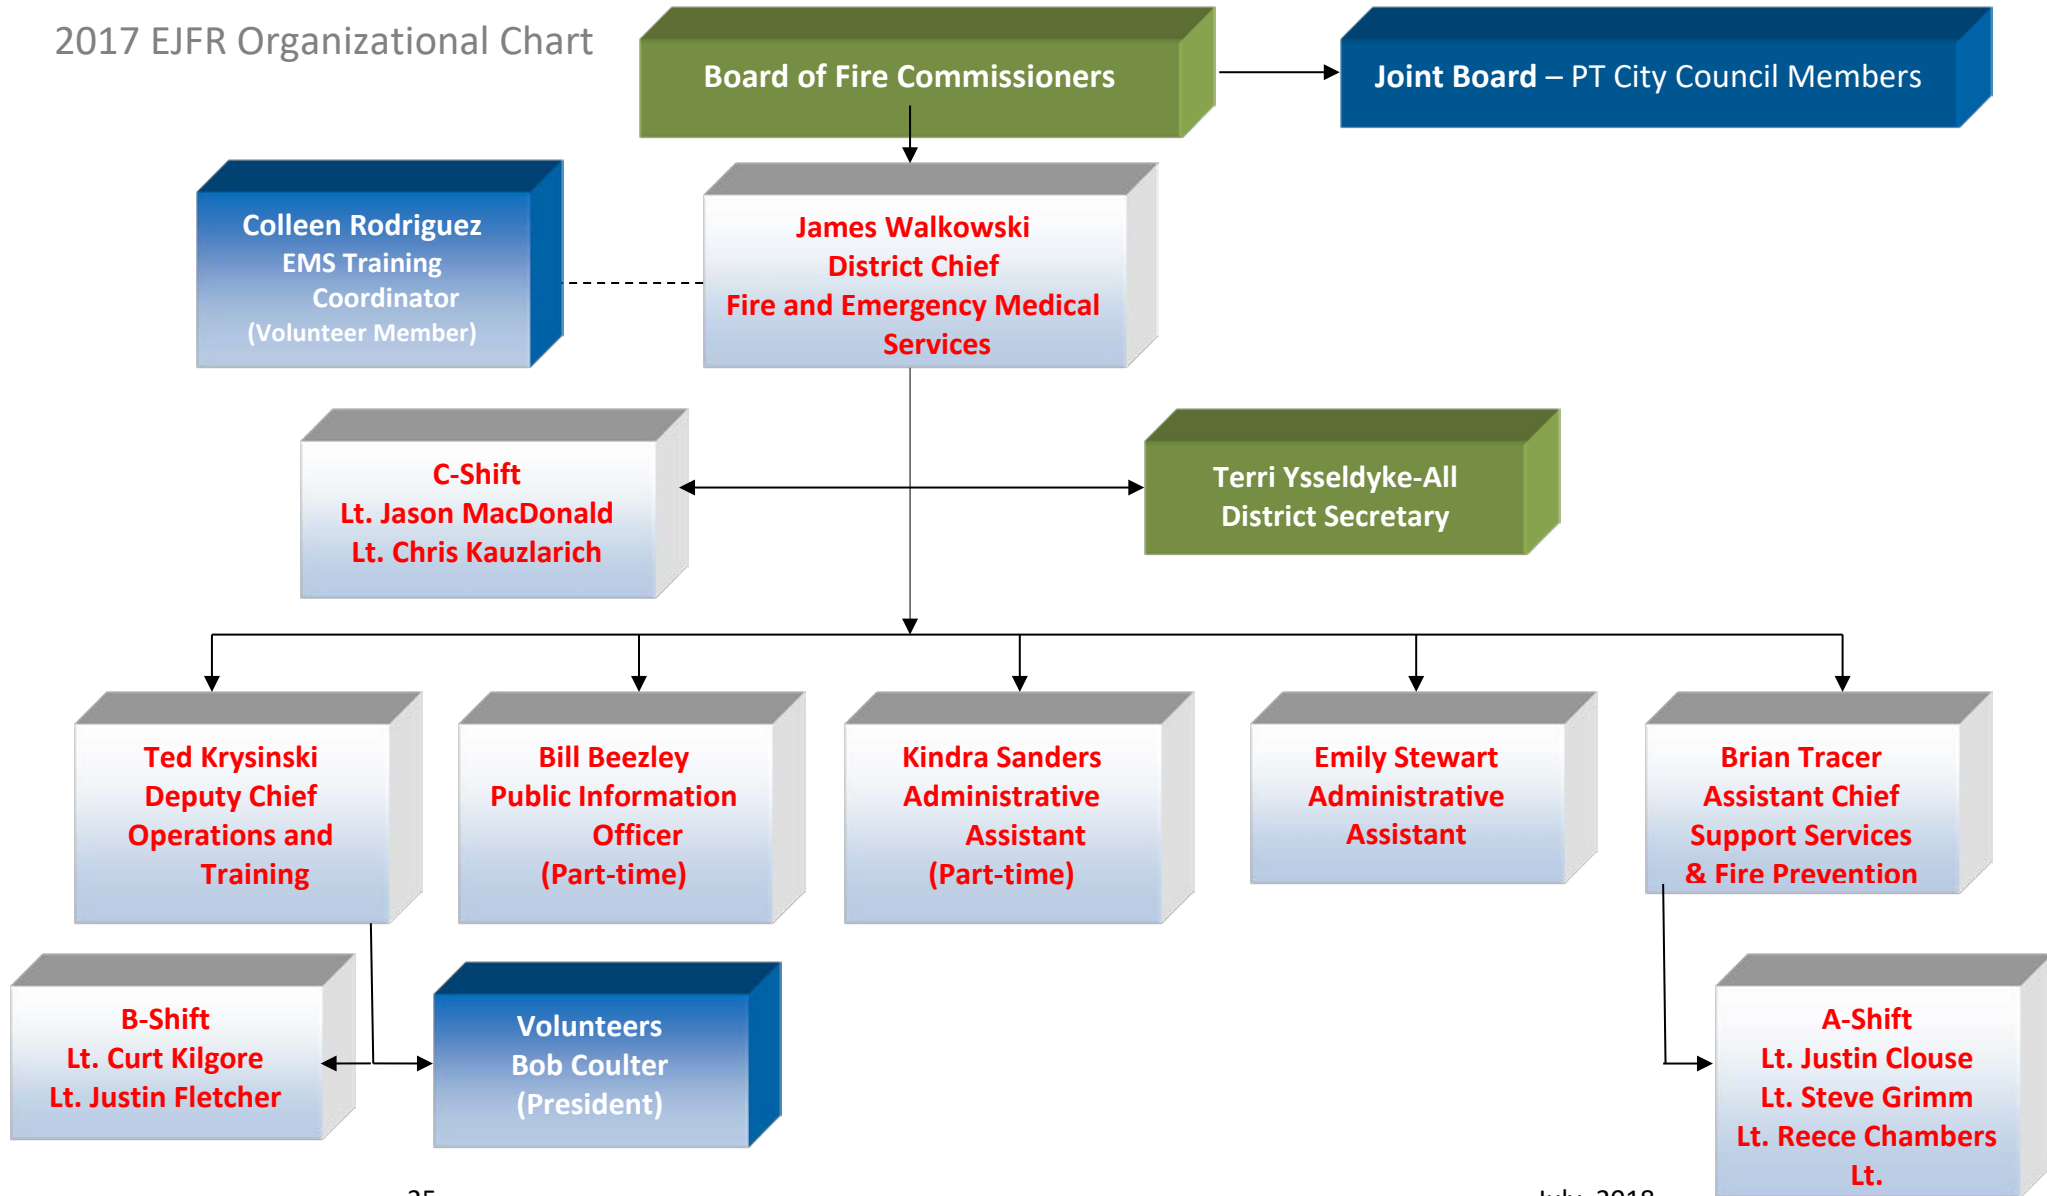 2017 EJFR Organizational Chart
Board of Fire Commissioners
Joint Board – PT City Council Members
Colleen Rodriguez
EMS Training
Coordinator
(Volunteer Member)
James Walkowski
District Chief
Fire and Emergency Medical
Services
C-Shift
Lt. Jason MacDonald
Lt. Chris Kauzlarich
Terri Ysseldyke-All
District Secretary
Ted Krysinski
Deputy Chief
Operations and
Training
Bill Beezley
Public Information
Officer
(Part-time)
Kindra Sanders
Administrative
Assistant
(Part-time)
Emily Stewart
Administrative
Assistant
Brian Tracer
Assistant Chief
Support Services
& Fire Prevention
B-Shift
Lt. Curt Kilgore
Lt. Justin Fletcher
Volunteers
Bob Coulter
(President)
A-Shift
Lt. Justin Clouse
Lt. Steve Grimm
Lt. Reece Chambers
Lt.
25
July, 2018